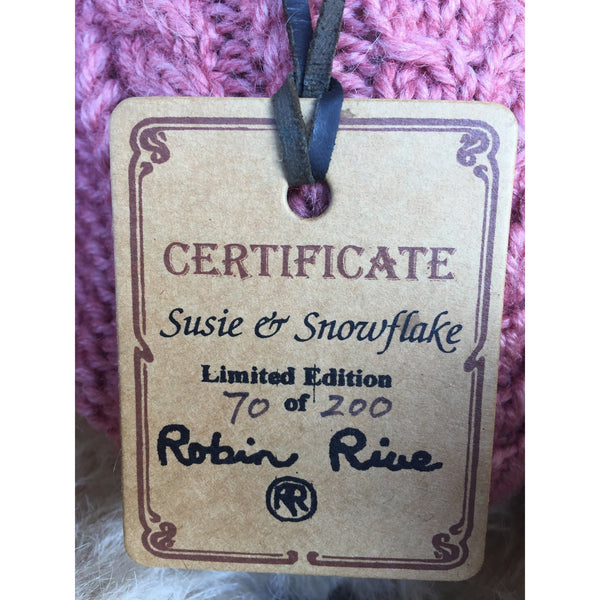 CERTIFICATE
Susie & Snowflake
Limited Edition
70 of 200
Robin Rive
RR